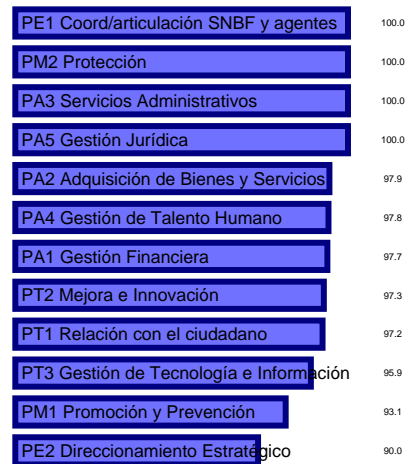 PE1 Coord/articulación SNBF y agentes 100.0
PM2 Protección 100.0
PA3 Servicios Administrativos 100.0
PA5 Gestión Jurídica 100.0
PA2 Adquisición de Bienes y Servicios 97.9
PA4 Gestión de Talento Humano 97.8
PA1 Gestión Financiera 97.7
PT2 Mejora e Innovación 97.3
PT1 Relación con el ciudadano 97.2
PT3 Gestión de Tecnología e Información 95.9
PM1 Promoción y Prevención 93.1
PE2 Direccionamiento Estratégico 90.0